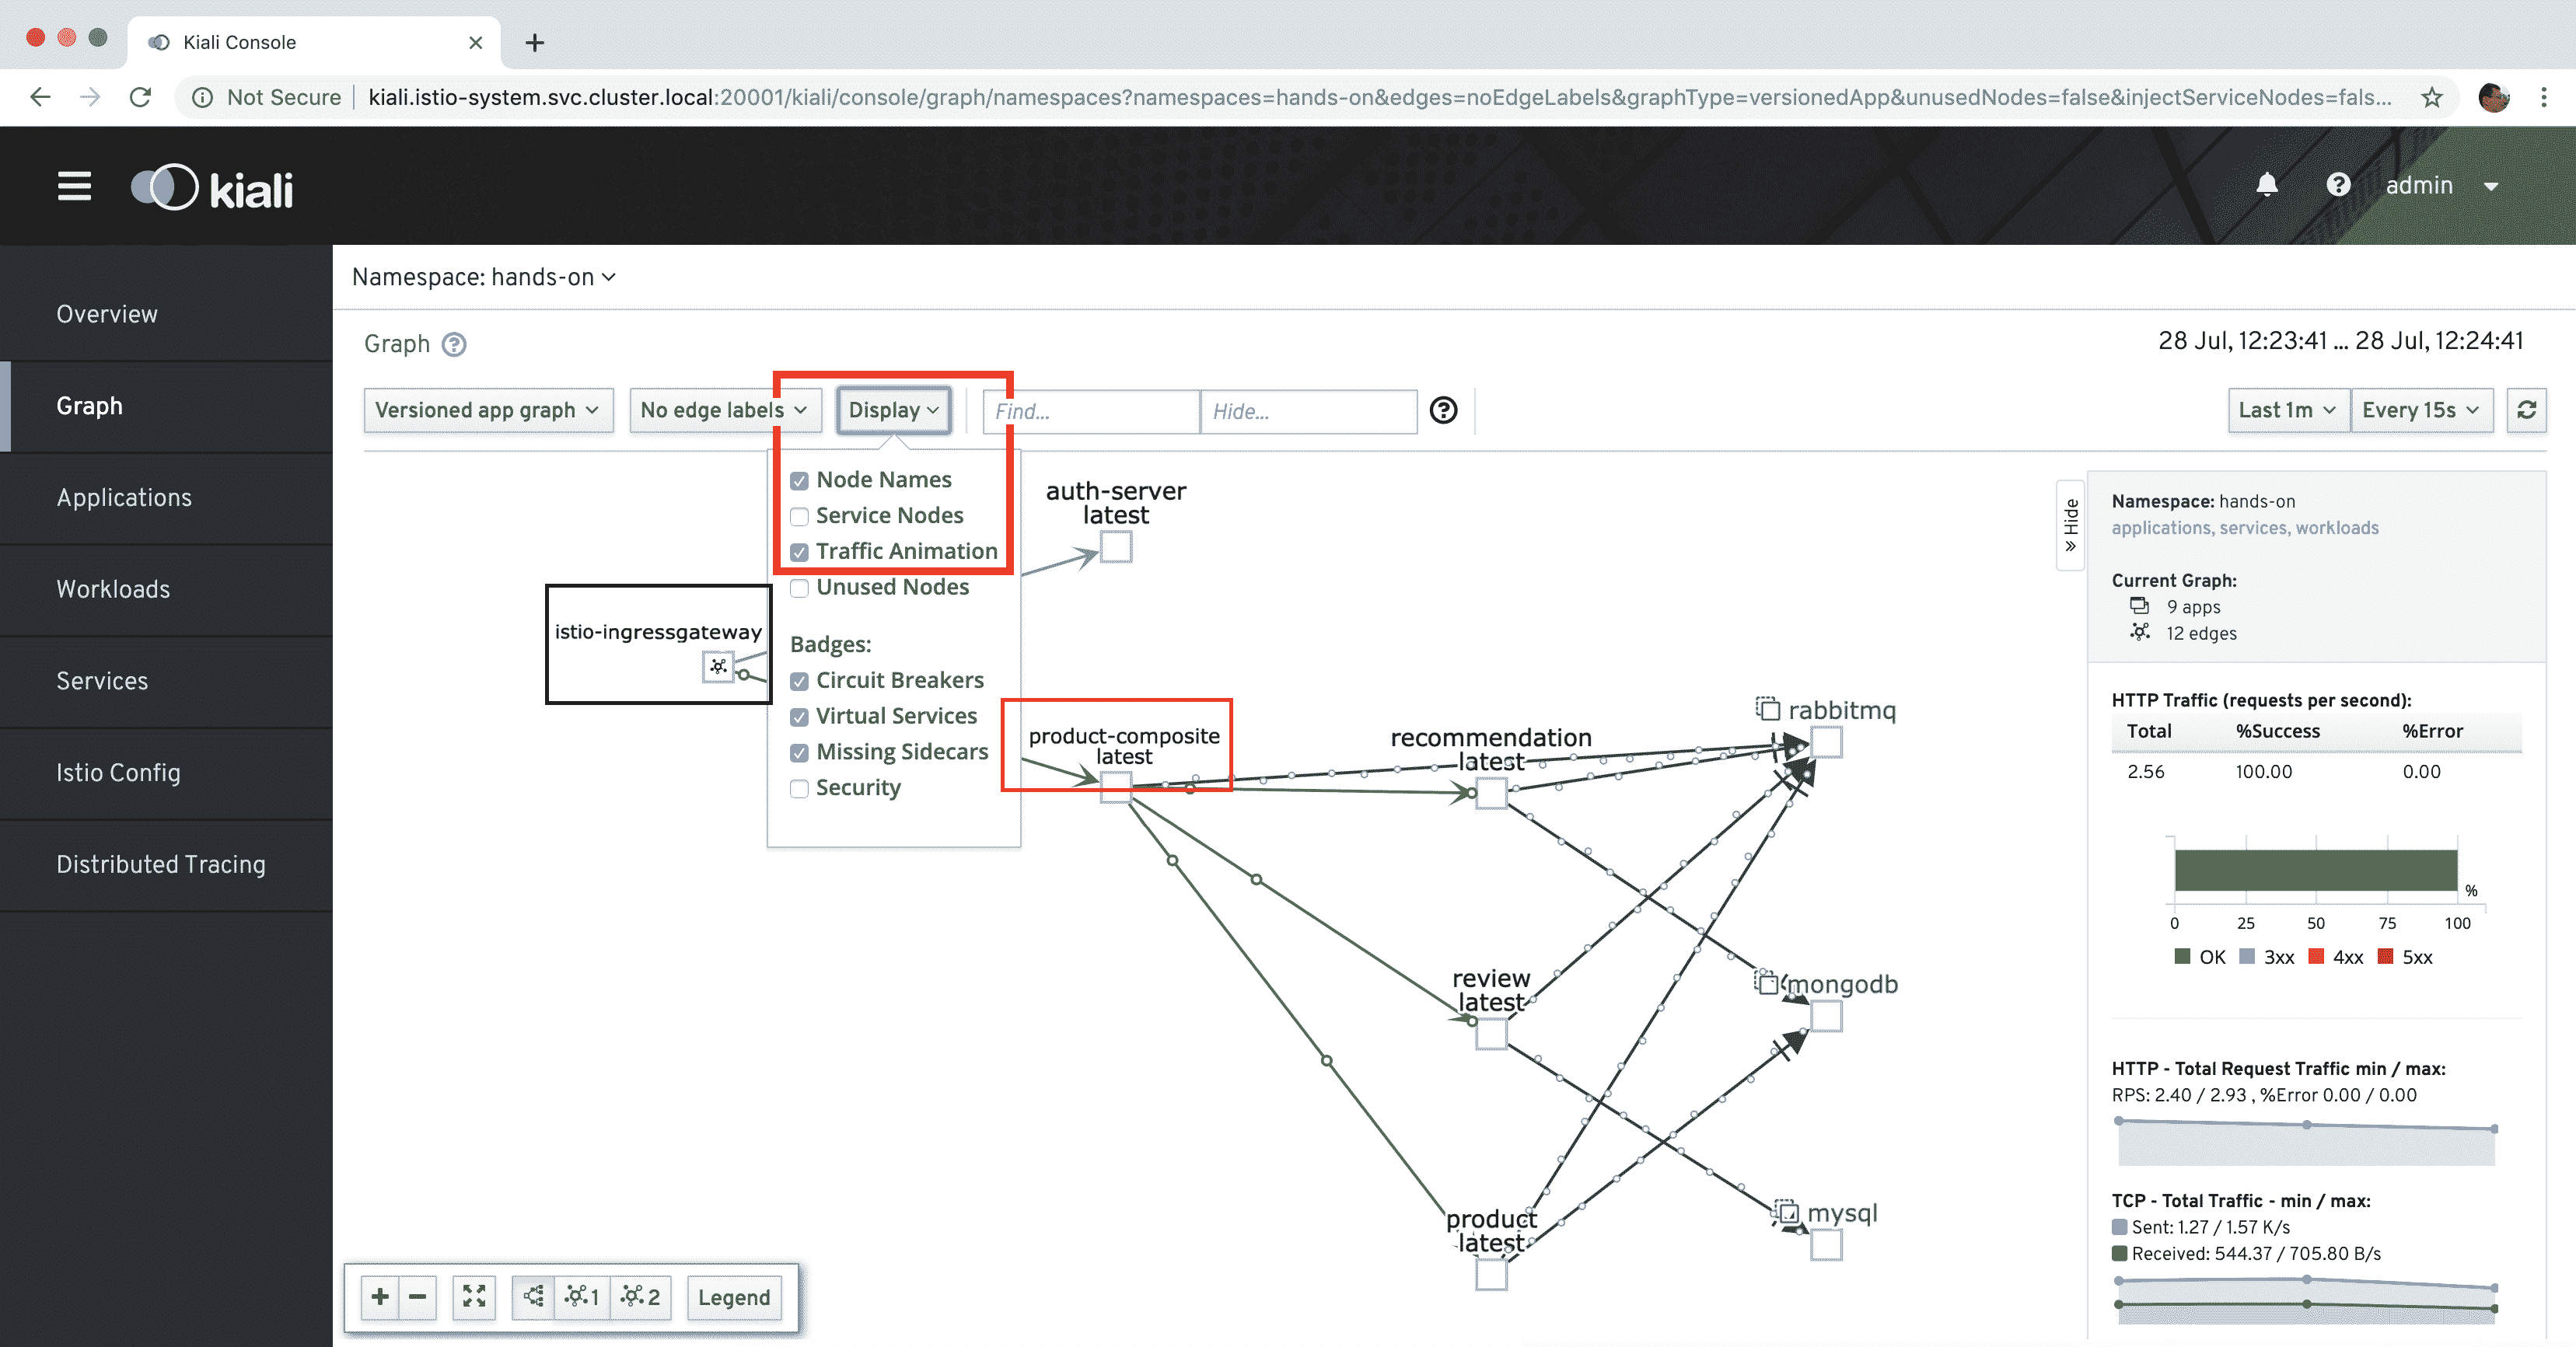 Kiali Console
Not Secure
kiali.istio-system.svc.cluster.local:20001/kiali/console/graph/namespaces?namespaces=hands-on&edges=noEdgeLabels&graphType=versionedApp&unusedNodes=false&injectServiceNodes=fals...
kiali
admin
Overview
Graph
Applications
Workloads
Services
Istio Config
Distributed Tracing
Namespace: hands-on
Graph
28 Jul, 12:23:41 ... 28 Jul, 12:24:41
Versioned app graph
No edge labels
Display
Find...
Hide...
Last 1m
Every 15s
Node Names
Service Nodes
Traffic Animation
Unused Nodes
Badges:
Circuit Breakers
Virtual Services
Missing Sidecars
Security
istio-ingressgateway
auth-server
latest
product-composite
latest
recommendation
latest
rabbitmq
review
latest
mongodb
product
latest
mysql
1
2
Legend
» Hide
Namespace: hands-on
applications, services, workloads
Current Graph:
9 apps
12 edges
HTTP Traffic (requests per second):
Total %Success %Error
2.56 100.00 0.00
%
0 25 50 75 100
OK 3xx 4xx 5xx
HTTP - Total Request Traffic min / max:
RPS: 2.40 / 2.93 , %Error 0.00 / 0.00
TCP - Total Traffic - min / max:
Sent: 1.27 / 1.57 K/s
Received: 544.37 / 705.80 B/s